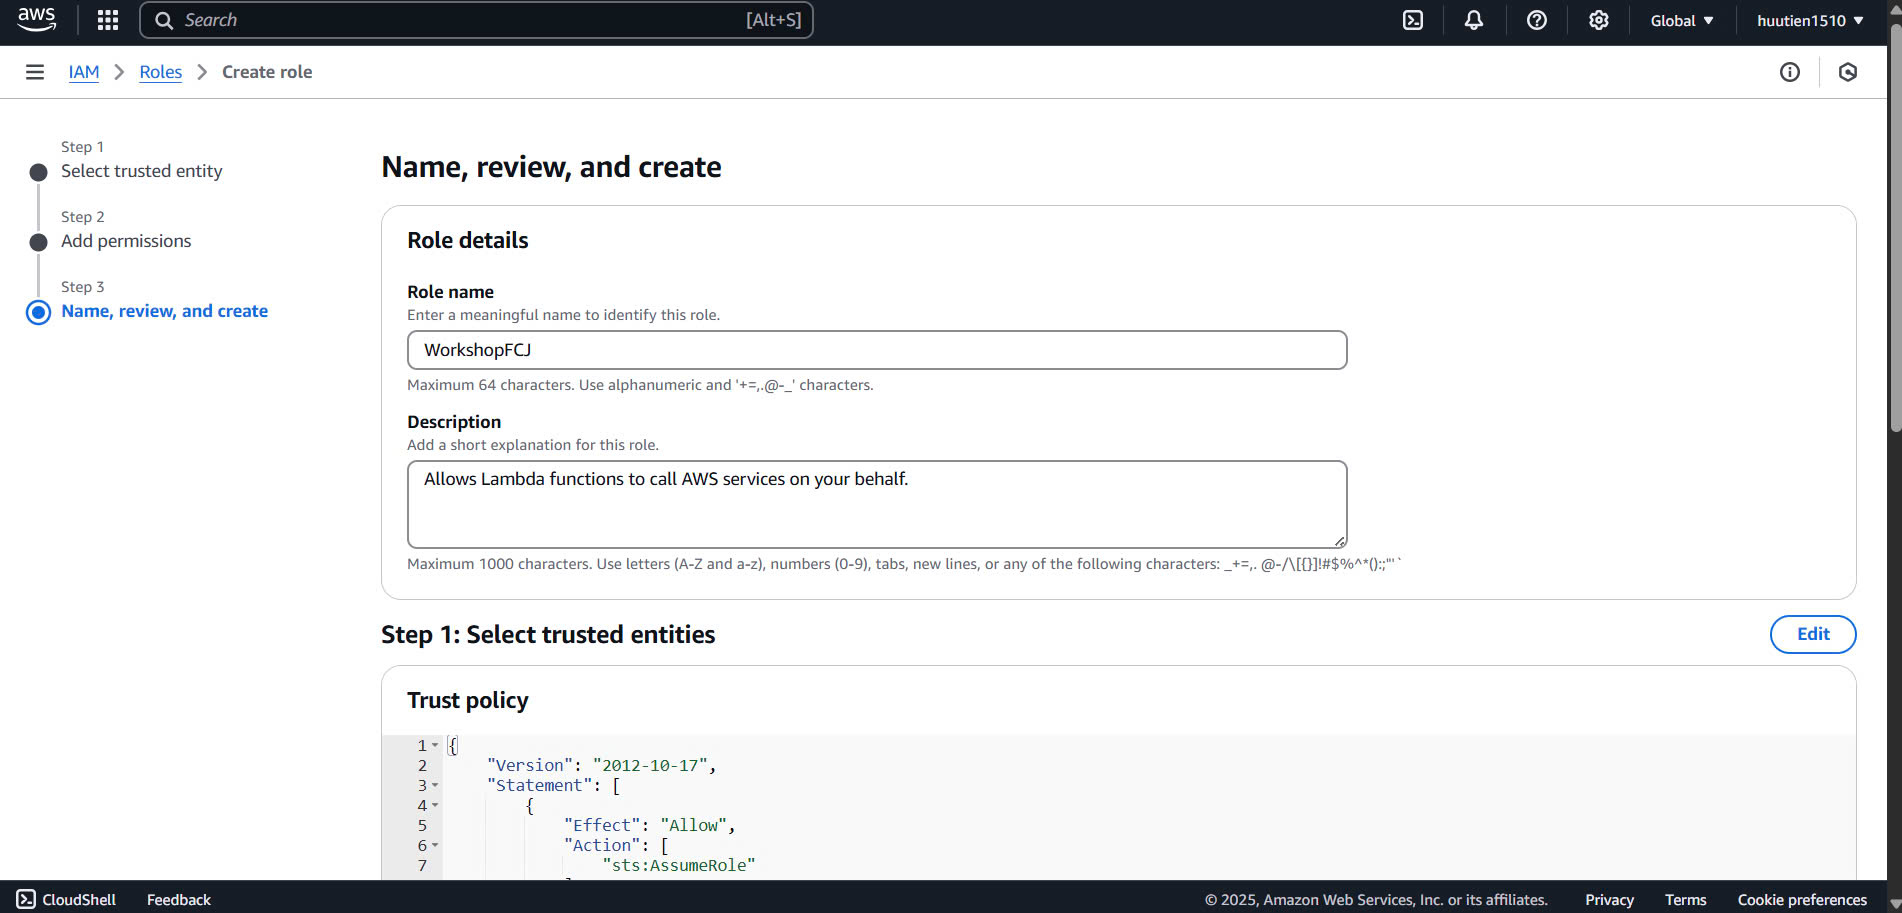 aws
Search [Alt+S]
Global ▼
huutien1510 ▼
IAM > Roles > Create role
Step 1
Select trusted entity
Step 2
Add permissions
Step 3
Name, review, and create
Name, review, and create
Role details
Role name
Enter a meaningful name to identify this role.
WorkshopFCJ
Maximum 64 characters. Use alphanumeric and '+=,.@-_' characters.
Description
Add a short explanation for this role.
Allows Lambda functions to call AWS services on your behalf.
Maximum 1000 characters. Use letters (A-Z and a-z), numbers (0-9), tabs, new lines, or any of the following characters: _+=,. @-/\[{}]!#$%^*();:;"'`
Step 1: Select trusted entities
Edit
Trust policy
1 {
2 "Version": "2012-10-17",
3 "Statement": [
4 {
5 "Effect": "Allow",
6 "Action": [
7 "sts:AssumeRole"
CloudShell Feedback © 2025, Amazon Web Services, Inc. or its affiliates. Privacy Terms Cookie preferences